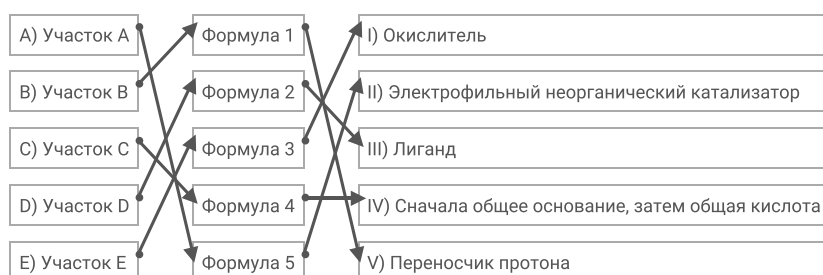 A) Участок A Формула 1 I) Окислитель
B) Участок B Формула 2 II) Электрофильный неорганический катализатор
C) Участок C Формула 3 III) Лиганд
D) Участок D Формула 4 IV) Сначала общее основание, затем общая кислота
E) Участок E Формула 5 V) Переносчик протона